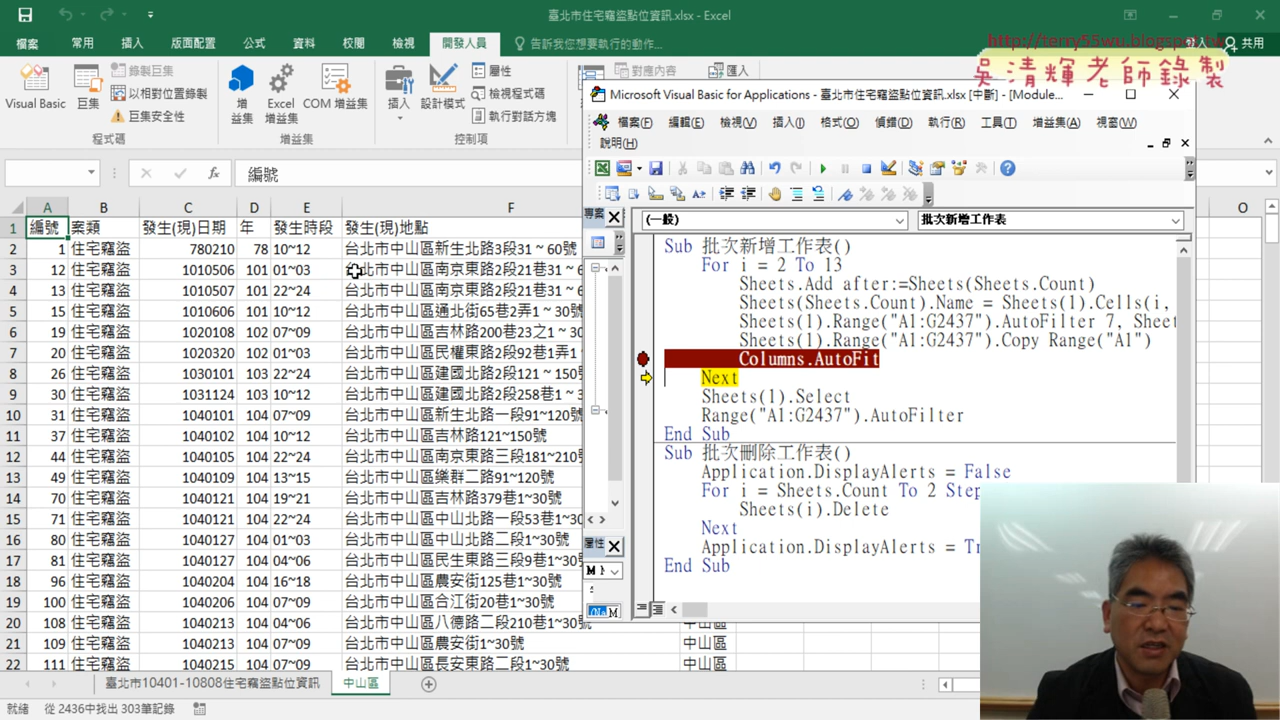 臺北市住宅竊盜點位資訊.xlsx - Excel
http://terry55wu.blogspot.tw
吳清輝老師錄製
檔案 常用 插入 版面配置 公式 資料 校閱 檢視 開發人員 告訴我您想要執行的動作... 共用
Visual Basic 巨集 錄製巨集 以相對位置錄製 巨集安全性 程式碼
增益集 Excel 增益集 COM 增益集 增益集
插入 設計模式 屬性 檢視程式碼 執行對話方塊 控制項
對應內容 匯入
fx 編號
A B C D E F O
1 編號 案類 發生(現)日期 年 發生時段 發生(現)地點
2 1 住宅竊盜 780210 78 10~12 台北市中山區新生北路3段31 ~ 60號
3 12 住宅竊盜 1010506 101 01~03 台北市中山區南京東路2段21巷31 ~ 6
4 13 住宅竊盜 1010507 101 22~24 台北市中山區南京東路2段21巷31 ~ 6
5 15 住宅竊盜 1010606 101 10~12 台北市中山區通北街65巷2弄1 ~ 30號
6 19 住宅竊盜 1020108 102 07~09 台北市中山區吉林路200巷23之1 ~ 30
7 20 住宅竊盜 1020320 102 01~03 台北市中山區民權東路2段92巷1弄1
8 26 住宅竊盜 1030323 103 22~24 台北市中山區建國北路2段121 ~ 150號
9 30 住宅竊盜 1031124 103 10~12 台北市中山區建國北路2段258巷1 ~ 3
10 31 住宅竊盜 1040101 104 07~09 台北市中山區新生北路一段91~120號
11 37 住宅竊盜 1040102 104 10~12 台北市中山區吉林路121~150號
12 44 住宅竊盜 1040105 104 22~24 台北市中山區南京東路三段181~210號
13 49 住宅竊盜 1040109 104 13~15 台北市中山區樂群二路91~120號
14 70 住宅竊盜 1040121 104 19~21 台北市中山區吉林路379巷1~30號
15 71 住宅竊盜 1040121 104 22~24 台北市中山區中山北路一段53巷1~30
16 80 住宅竊盜 1040127 104 01~03 台北市中山區中山北路二段1~30號
17 81 住宅竊盜 1040127 104 04~06 台北市中山區民生東路三段9巷1~30號
18 96 住宅竊盜 1040204 104 16~18 台北市中山區農安街125巷1~30號
19 100 住宅竊盜 1040206 104 10~12 台北市中山區合江街20巷1~30號
20 108 住宅竊盜 1040213 104 04~06 台北市中山區八德路二段210巷1~30號 中山區
21 109 住宅竊盜 1040213 104 07~09 台北市中山區農安街1~30號 中山區
22 111 住宅竊盜 1040215 104 07~09 台北市中山區長安東路二段1~30號 中山區
臺北市10401-10808住宅竊盜點位資訊 中山區
就緒 從 2436中找出 303筆記錄
Microsoft Visual Basic for Applications - 臺北市住宅竊盜點位資訊.xlsx [中斷] - [Module...
檔案(F) 編輯(E) 檢視(V) 插入(I) 格式(O) 偵錯(D) 執行(R) 工具(T) 增益集(A) 視窗(W)
說明(H)
專案
(一般) 批次新增工作表
Sub 批次新增工作表()
For i = 2 To 13
Sheets.Add after:=Sheets(Sheets.Count)
Sheets(Sheets.Count).Name = Sheets(1).Cells(i,
Sheets(1).Range("A1:G2437").AutoFilter 7, Sheet
Sheets(1).Range("A1:G2437").Copy Range("A1")
Columns.AutoFit
Next
Sheets(1).Select
Range("A1:G2437").AutoFilter
End Sub
Sub 批次刪除工作表()
Application.DisplayAlerts = False
For i = Sheets.Count To 2 Step
Sheets(i).Delete
Next
Application.DisplayAlerts = Tr
End Sub
屬性